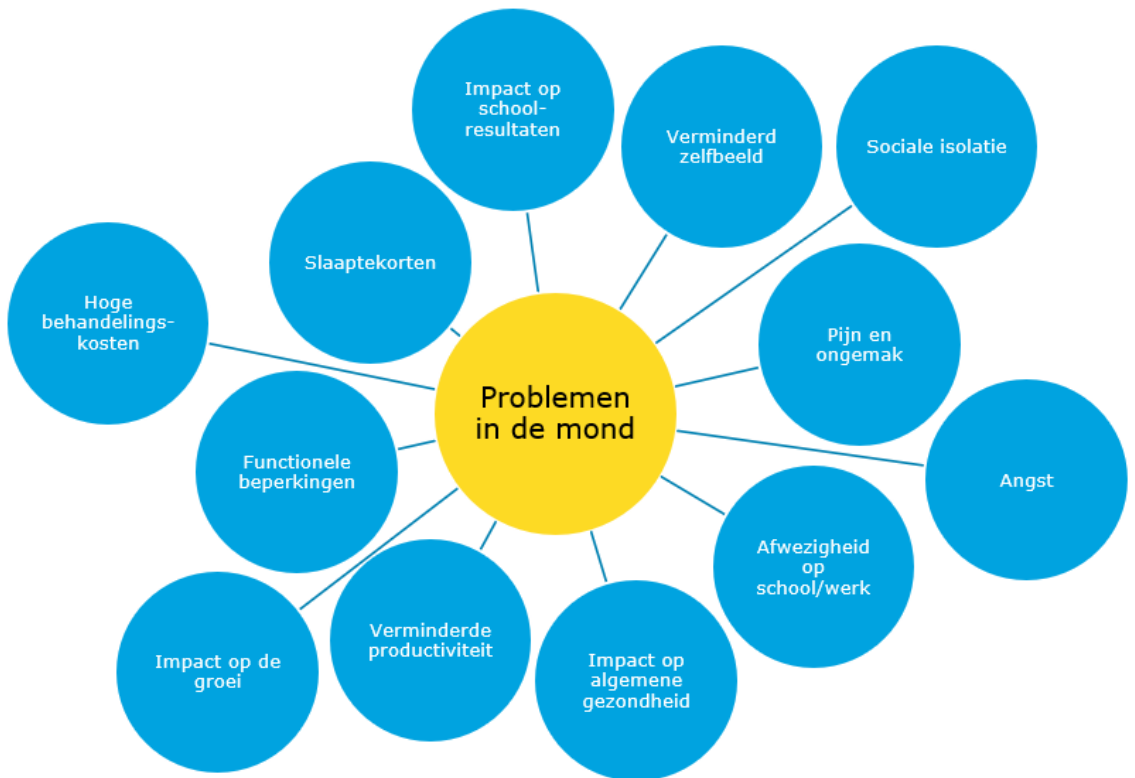 Impact op
school-
resultaten
Verminderd
zelfbeeld
Sociale isolatie
Slaaptekorten
Hoge
behandelings-
kosten
Pijn en
ongemak
Problemen
in de mond
Functionele
beperkingen
Angst
Afwezigheid
op
school/werk
Verminderde
productiviteit
Impact op de
groei
Impact op
algemene
gezondheid